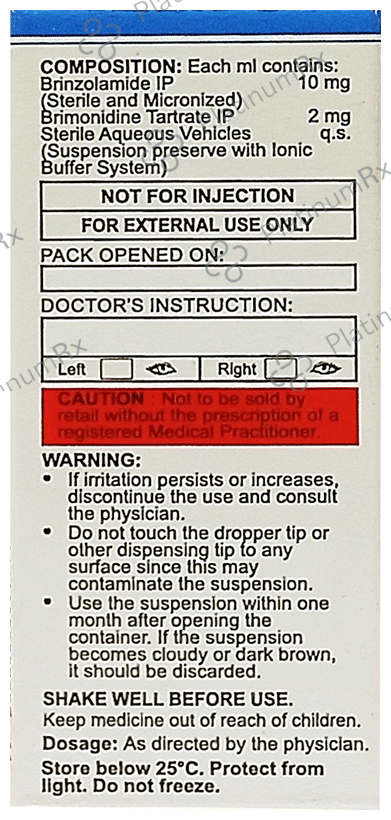 COMPOSITION: Each ml contains:
Brinzolamide IP 10 mg
(Sterile and Micronized)
Brimonidine Tartrate IP 2 mg
Sterile Aqueous Vehicles q.s.
(Suspension preserve with Ionic
Buffer System)
NOT FOR INJECTION
FOR EXTERNAL USE ONLY
PACK OPENED ON:
DOCTOR'S INSTRUCTION:
Left Right
CAUTION : Not to be sold by
retail without the prescription of a
registered Medical Practitioner.
WARNING:
• If irritation persists or increases,
discontinue the use and consult
the physician.
• Do not touch the dropper tip or
other dispensing tip to any
surface since this may
contaminate the suspension.
• Use the suspension within one
month after opening the
container. If the suspension
becomes cloudy or dark brown,
it should be discarded.
SHAKE WELL BEFORE USE.
Keep medicine out of reach of children.
Dosage: As directed by the physician.
Store below 25°C. Protect from
light. Do not freeze.
PlatinumRx